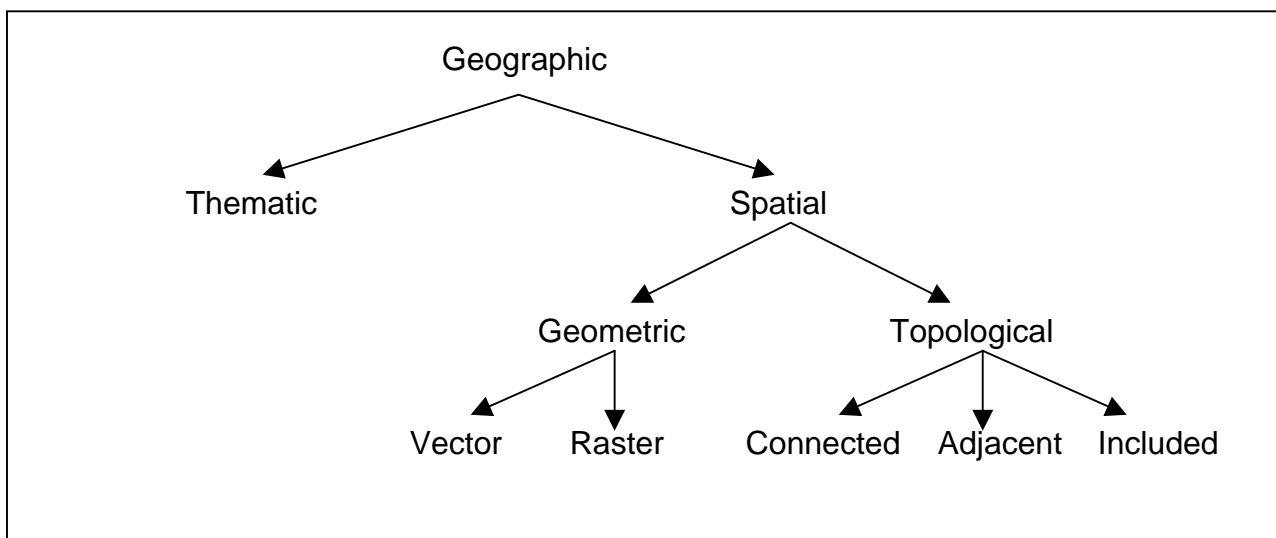 Geographic
Thematic Spatial
Geometric Topological
Vector Raster Connected Adjacent Included